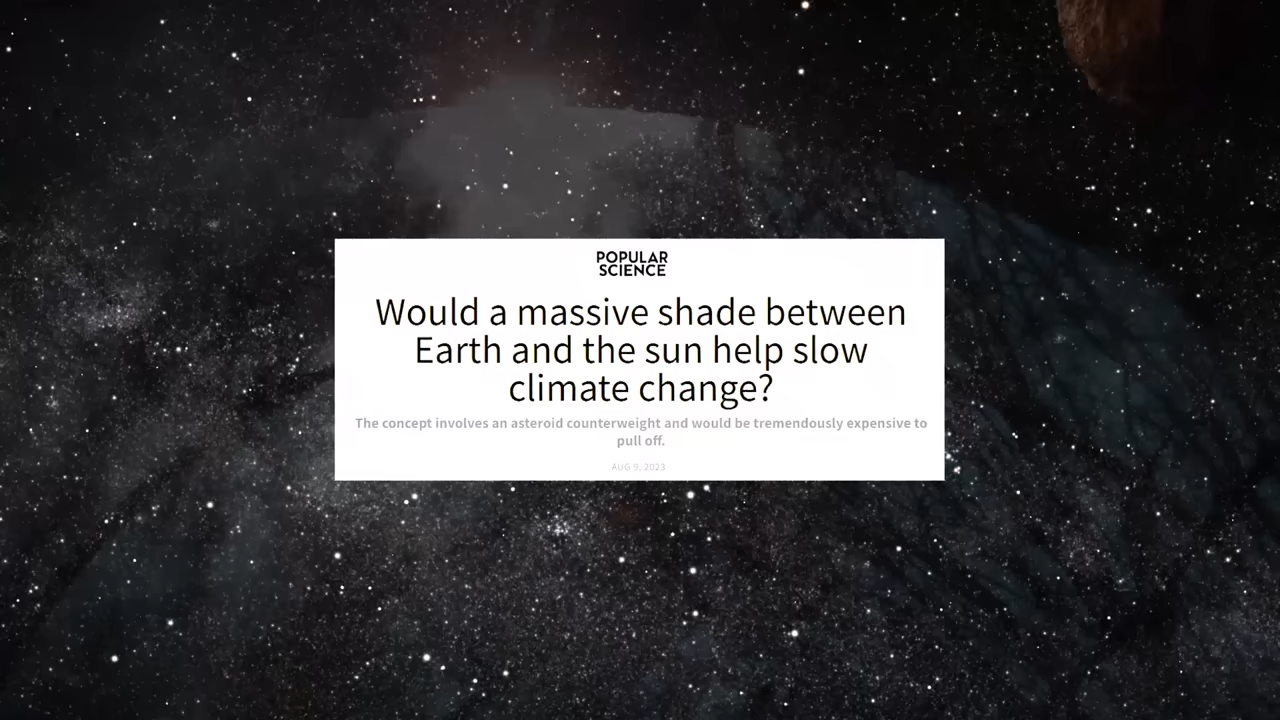 POPULAR
SCIENCE
Would a massive shade between
Earth and the sun help slow
climate change?
The concept involves an asteroid counterweight and would be tremendously expensive to
pull off.
AUG 9, 2023